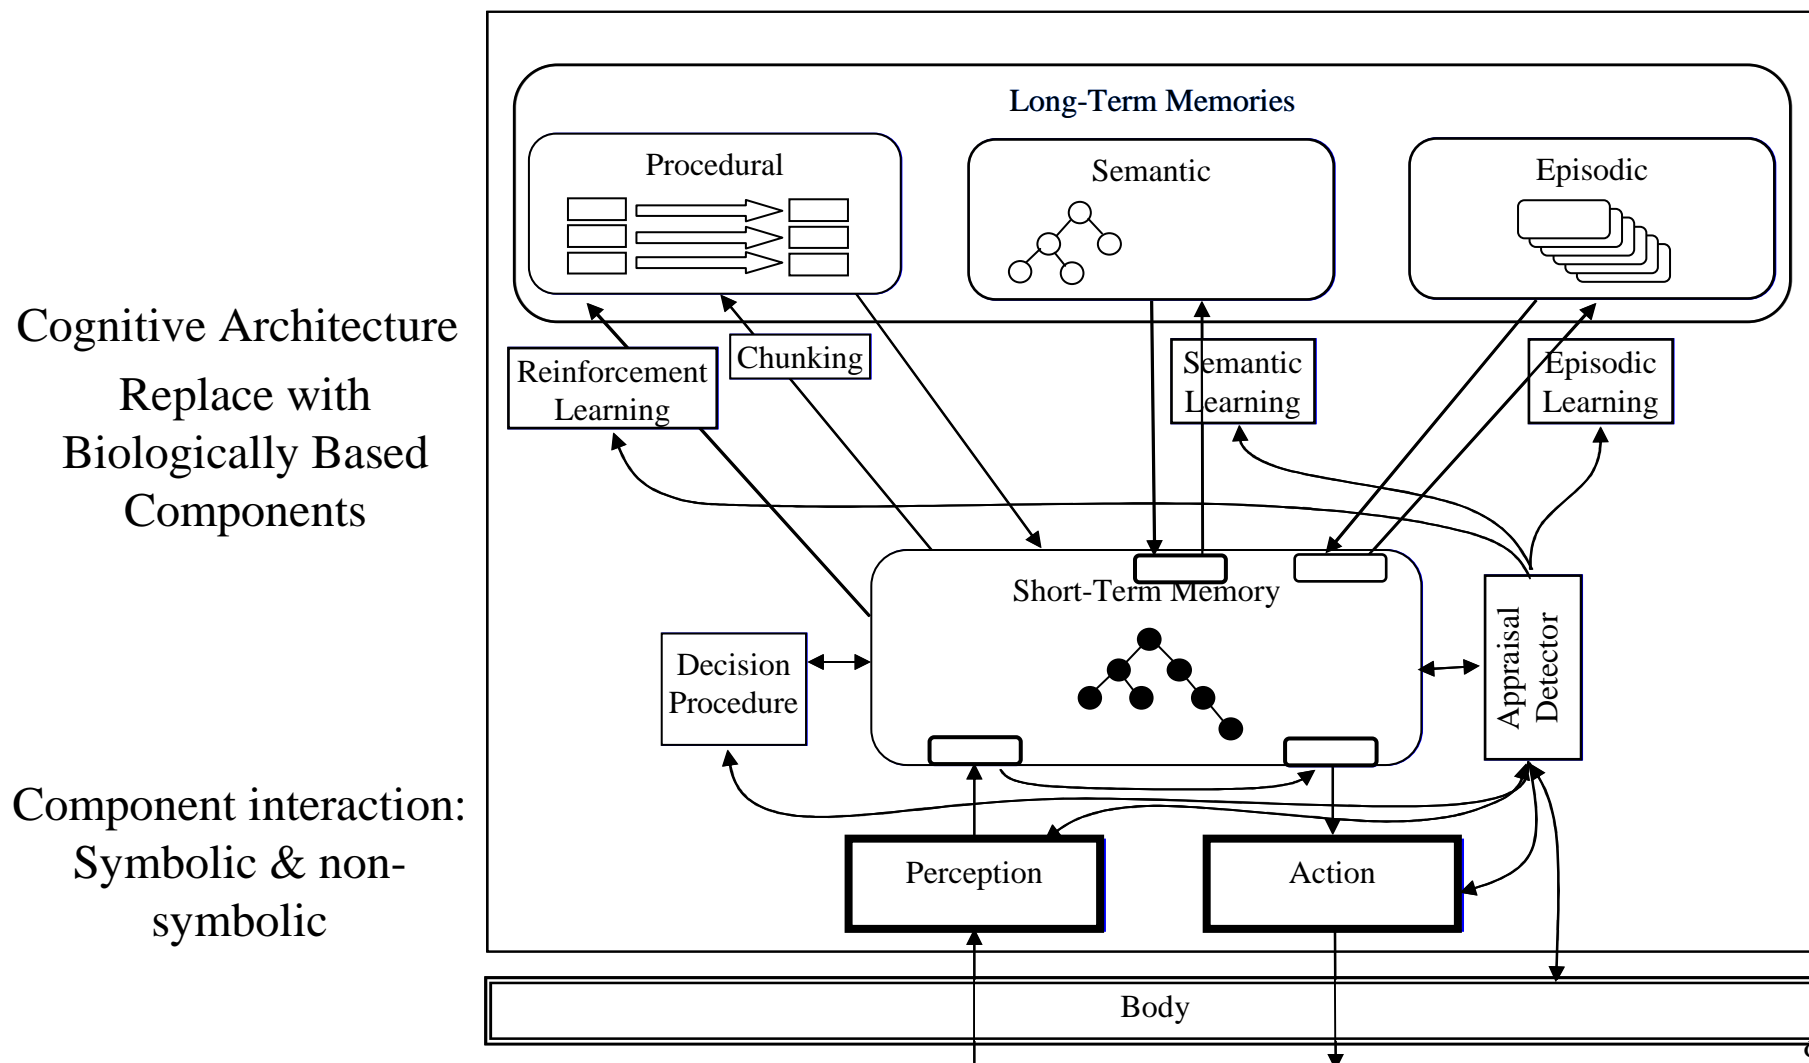 Cognitive Architecture
Replace with
Biologically Based
Components
Component interaction:
Symbolic & non-
symbolic
Long-Term Memories
Procedural
Semantic
Episodic
Reinforcement
Learning
Chunking
Semantic
Learning
Episodic
Learning
Short-Term Memory
Decision
Procedure
Appraisal
Detector
Perception
Action
Body